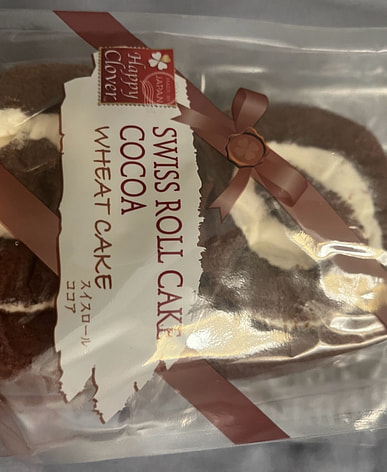 JAPAN
Happy
Clover
SWISS ROLL CAKE
COCOA
WHEAT CAKE
スイスロール
ココア